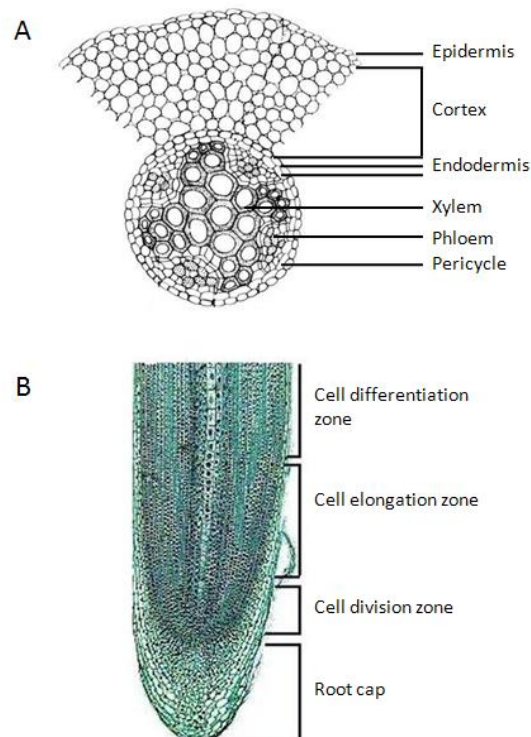 A
Epidermis
Cortex
Endodermis
Xylem
Phloem
Pericycle
B
Cell differentiation
zone
Cell elongation zone
Cell division zone
Root cap